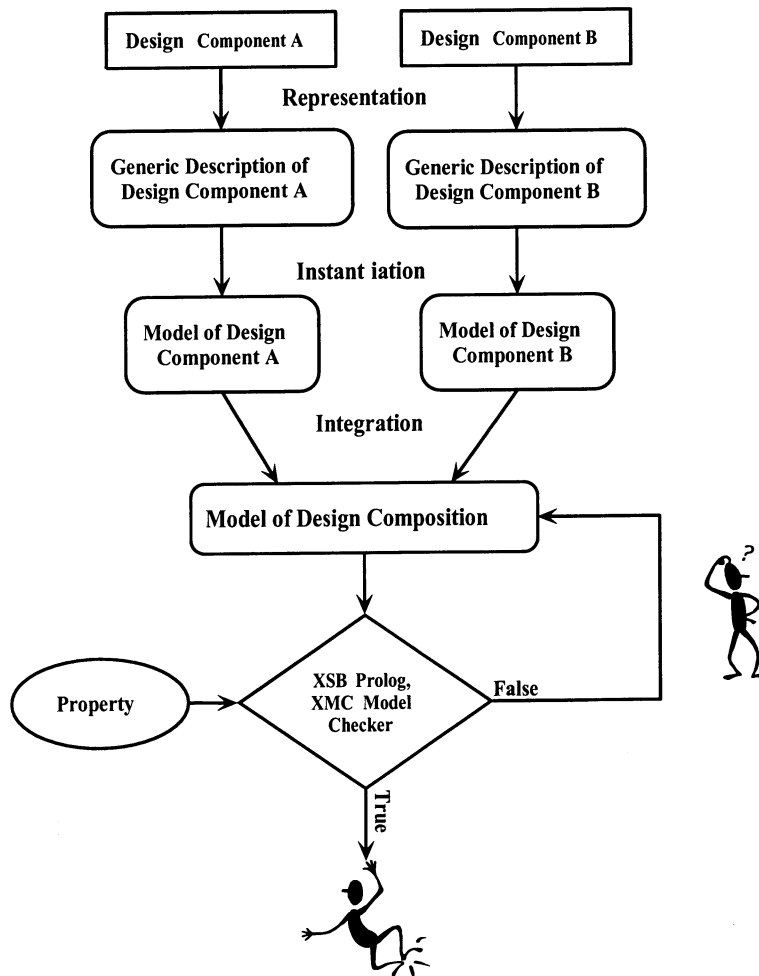 Design Component A
Design Component B
Representation
Generic Description of
Design Component A
Generic Description of
Design Component B
Instant iation
Model of Design
Component A
Model of Design
Component B
Integration
Model of Design Composition
?
XSB Prolog,
XMC Model
Checker
False
Property
True